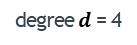 degree d = 4